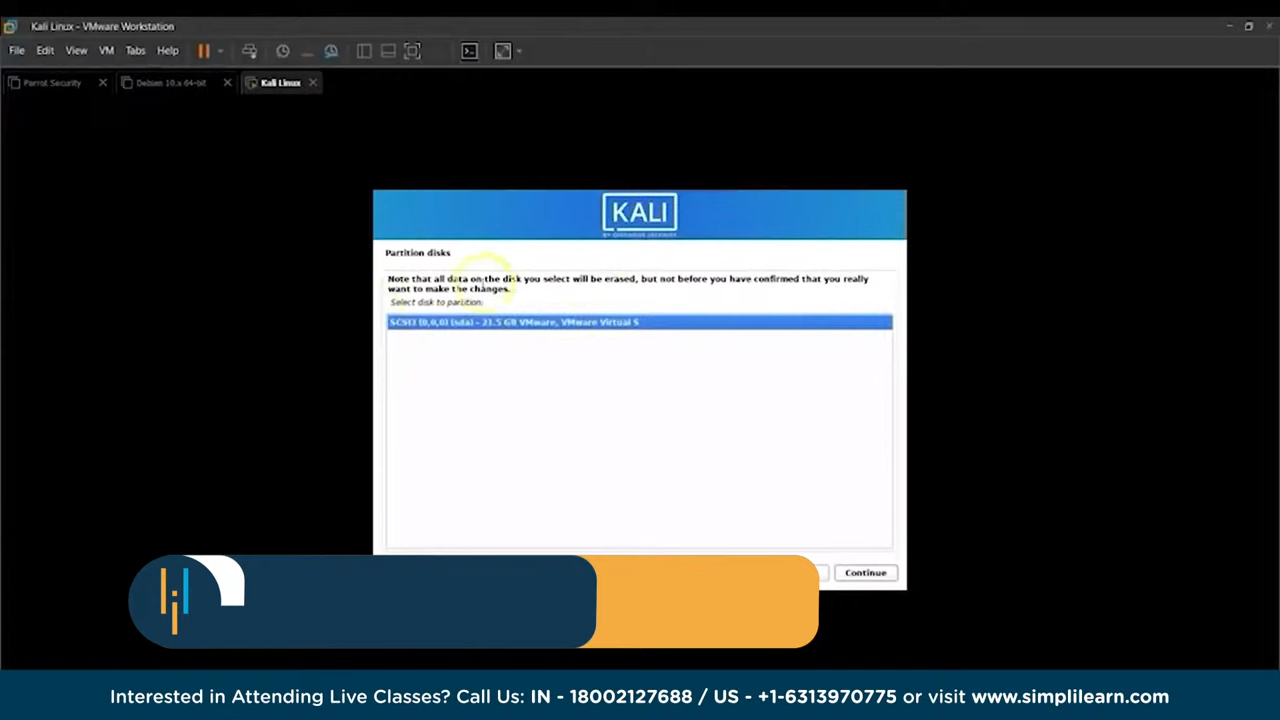 Kali Linux - VMware Workstation
File Edit View VM Tabs Help
Parrot Security Debian 10.x 64-bit Kali Linux
KALI
Partition disks
Note that all data on the disk you select will be erased, but not before you have confirmed that you really
want to make the changes.
Select disk to partition:
SCSI3 (0,0,0) (sda) - 21.5 GB VMware, VMware Virtual S
Continue
Interested in Attending Live Classes? Call Us: IN - 18002127688 / US - +1-6313970775 or visit www.simplilearn.com